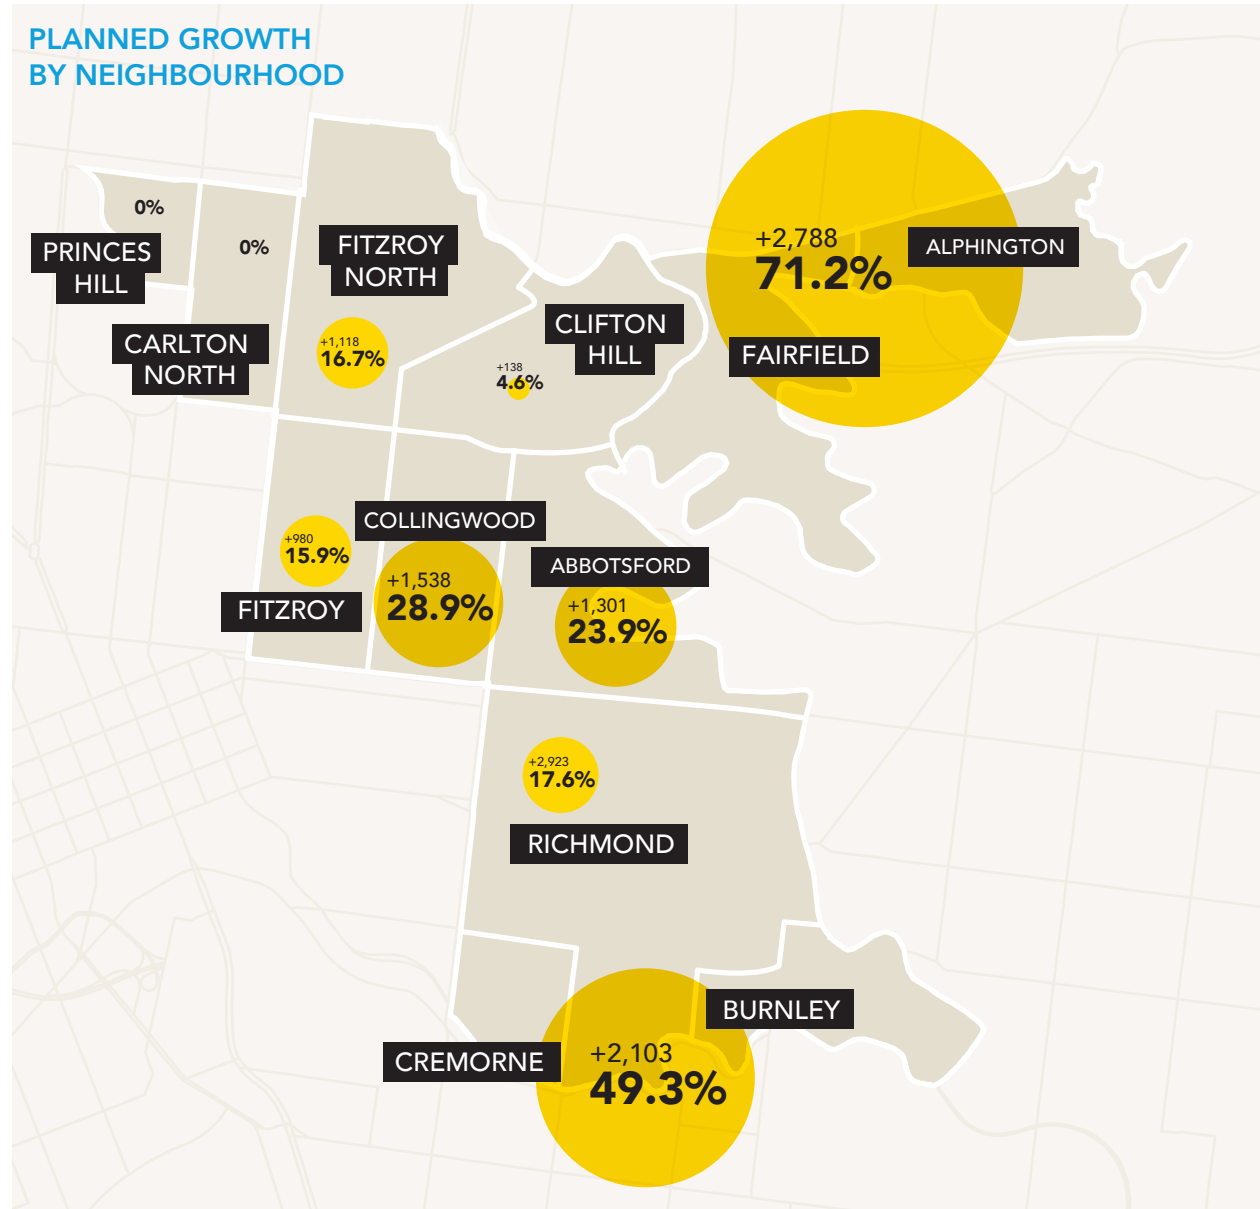 PLANNED GROWTH
BY NEIGHBOURHOOD
0%
PRINCES
HILL
0%
CARLTON
NORTH
FITZROY
NORTH
+1,118
16.7%
CLIFTON
HILL
+138
4.6%
+2,788
71.2%
ALPHINGTON
FAIRFIELD
+980
15.9%
FITZROY
COLLINGWOOD
+1,538
28.9%
ABBOTSFORD
+1,301
23.9%
+2,923
17.6%
RICHMOND
BURNLEY
CREMORNE
+2,103
49.3%